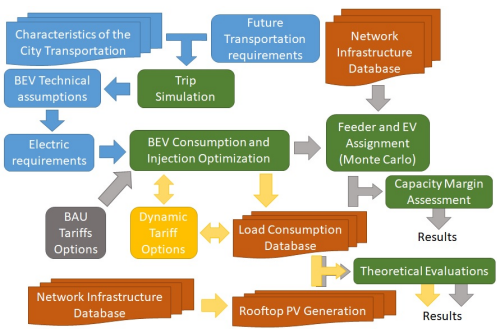 Characteristics of the
City Transportation
Future
Transportation
requirements
Network
Infrastructure
Database
BEV Technical
assumptions
Trip
Simulation
Electric
requirements
BEV Consumption and
Injection Optimization
Feeder and EV
Assignment
(Monte Carlo)
Capacity Margin
Assessment
BAU
Tariffs
Options
Dynamic
Tariff
Options
Load Consumption
Database
Results
Theoretical Evaluations
Network Infrastructure
Database
Rooftop PV Generation
Results